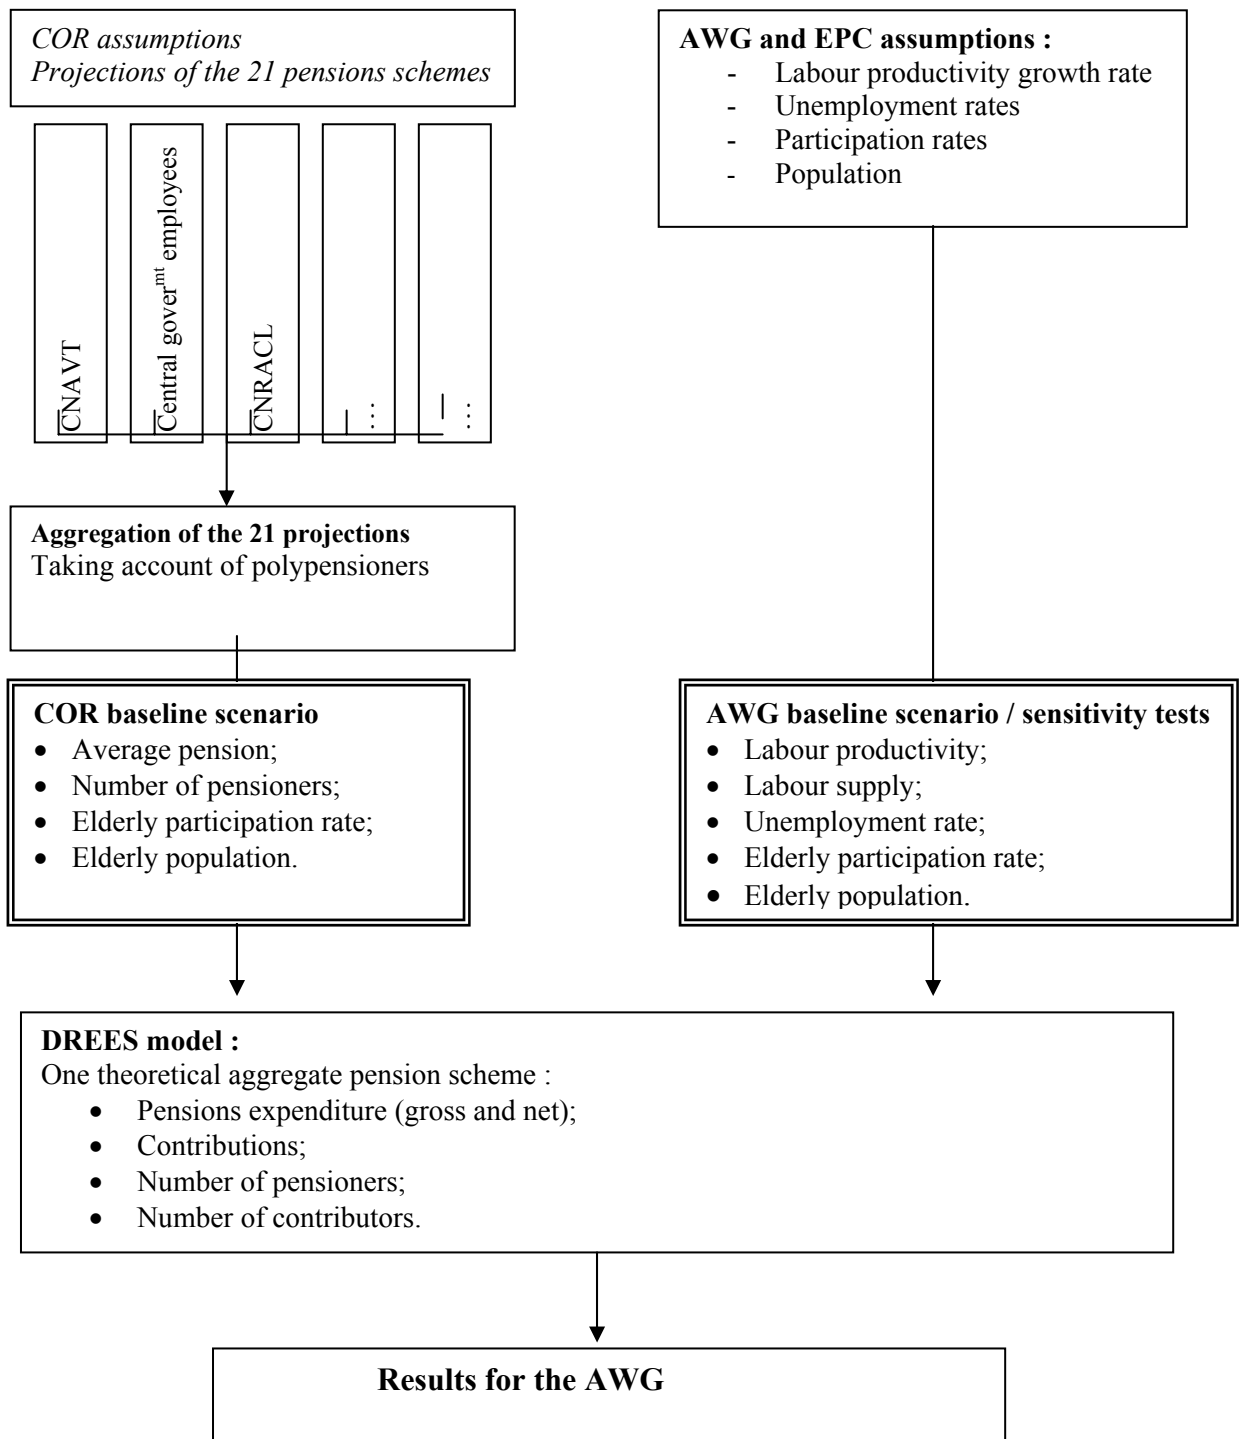 COR assumptions
Projections of the 21 pensions schemes
AWG and EPC assumptions :
- Labour productivity growth rate
- Unemployment rates
- Participation rates
- Population
CNAVT
Central gover^mt employees
CNRACL
…
…
Aggregation of the 21 projections
Taking account of polypensioners
COR baseline scenario
• Average pension;
• Number of pensioners;
• Elderly participation rate;
• Elderly population.
AWG baseline scenario / sensitivity tests
• Labour productivity;
• Labour supply;
• Unemployment rate;
• Elderly participation rate;
• Elderly population.
DREES model :
One theoretical aggregate pension scheme :
• Pensions expenditure (gross and net);
• Contributions;
• Number of pensioners;
• Number of contributors.
Results for the AWG